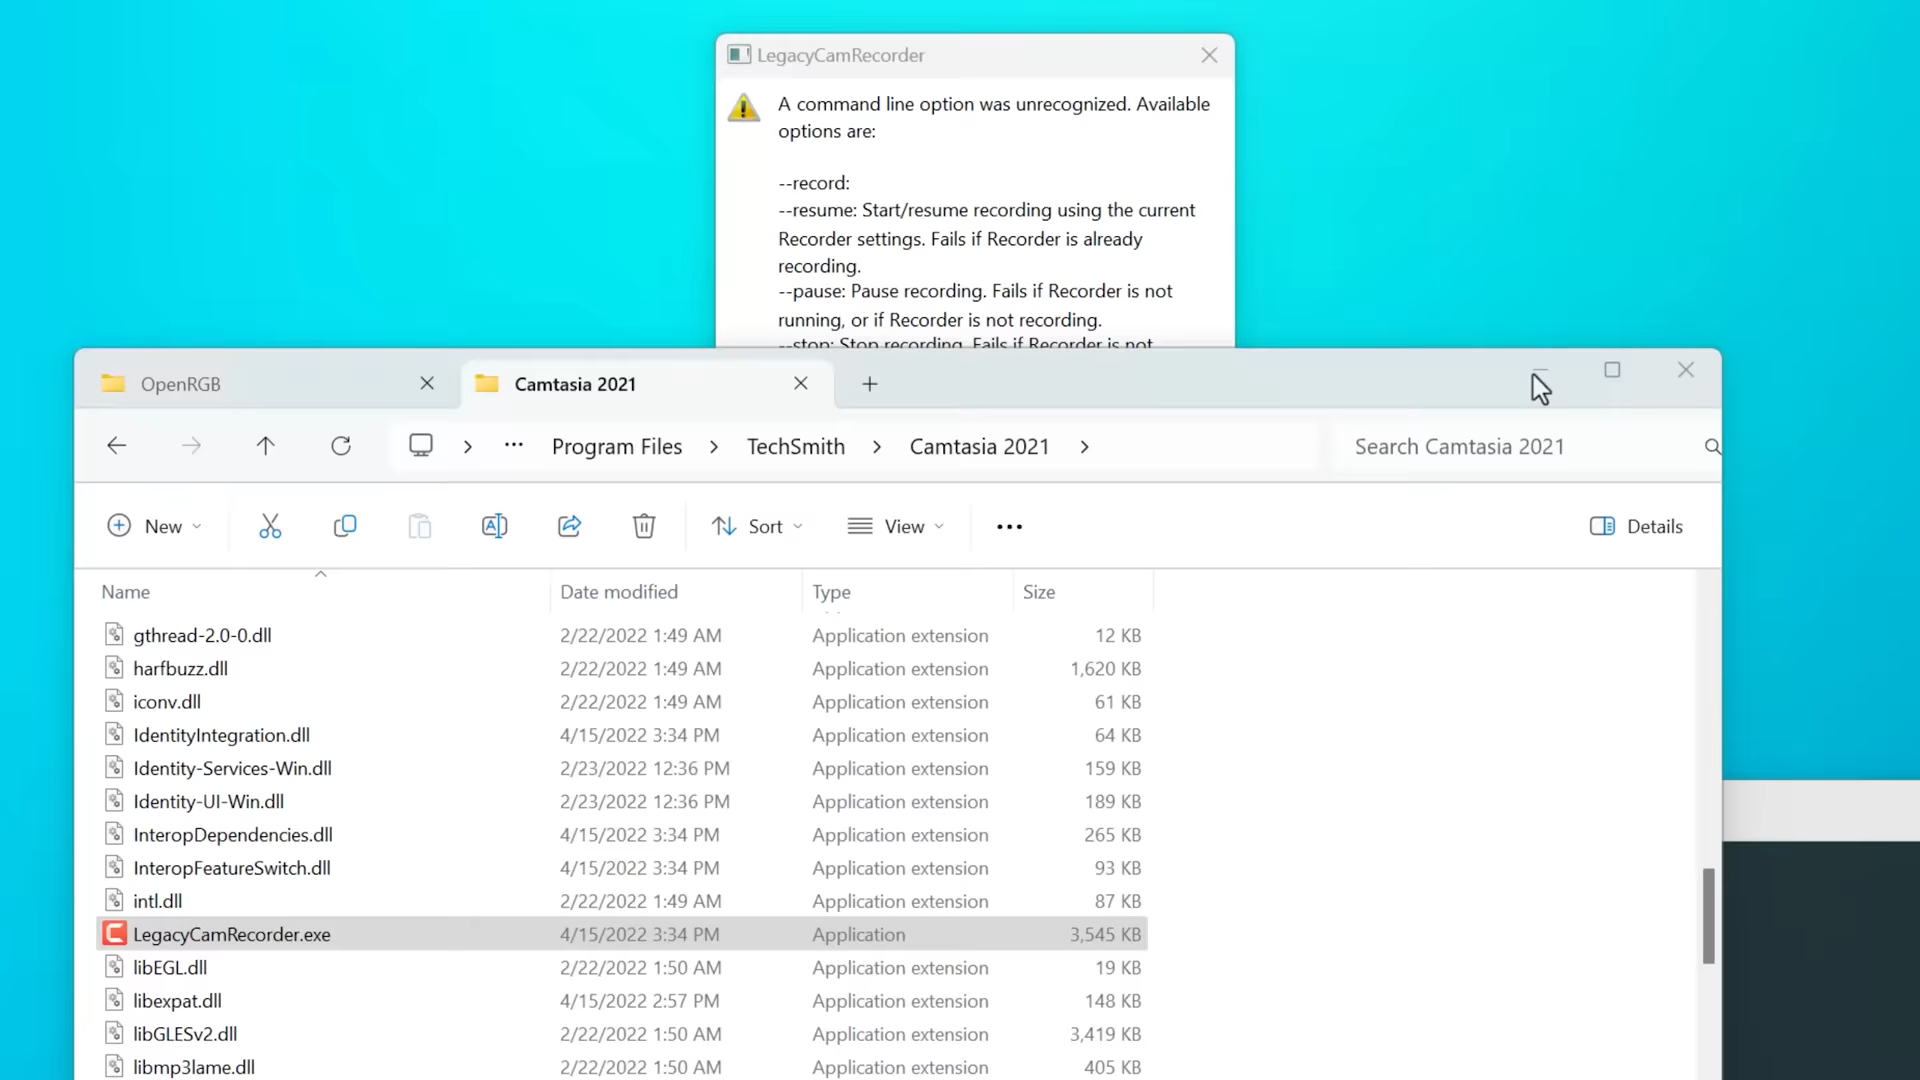 LegacyCamRecorder
A command line option was unrecognized. Available
options are:
--record:
--resume: Start/resume recording using the current
Recorder settings. Fails if Recorder is already
recording.
--pause: Pause recording. Fails if Recorder is not
running, or if Recorder is not recording.
--stop: Stop recording. Fails if Recorder is not
OpenRGB
Camtasia 2021
Program Files > TechSmith > Camtasia 2021 >
Search Camtasia 2021
New
Sort
View
Details
Name Date modified Type Size
gthread-2.0-0.dll 2/22/2022 1:49 AM Application extension 12 KB
harfbuzz.dll 2/22/2022 1:49 AM Application extension 1,620 KB
iconv.dll 2/22/2022 1:49 AM Application extension 61 KB
IdentityIntegration.dll 4/15/2022 3:34 PM Application extension 64 KB
Identity-Services-Win.dll 2/23/2022 12:36 PM Application extension 159 KB
Identity-UI-Win.dll 2/23/2022 12:36 PM Application extension 189 KB
InteropDependencies.dll 4/15/2022 3:34 PM Application extension 265 KB
InteropFeatureSwitch.dll 4/15/2022 3:34 PM Application extension 93 KB
intl.dll 2/22/2022 1:49 AM Application extension 87 KB
LegacyCamRecorder.exe 4/15/2022 3:34 PM Application 3,545 KB
libEGL.dll 2/22/2022 1:50 AM Application extension 19 KB
libexpat.dll 4/15/2022 2:57 PM Application extension 148 KB
libGLESv2.dll 2/22/2022 1:50 AM Application extension 3,419 KB
libmp3lame.dll 2/22/2022 1:50 AM Application extension 405 KB